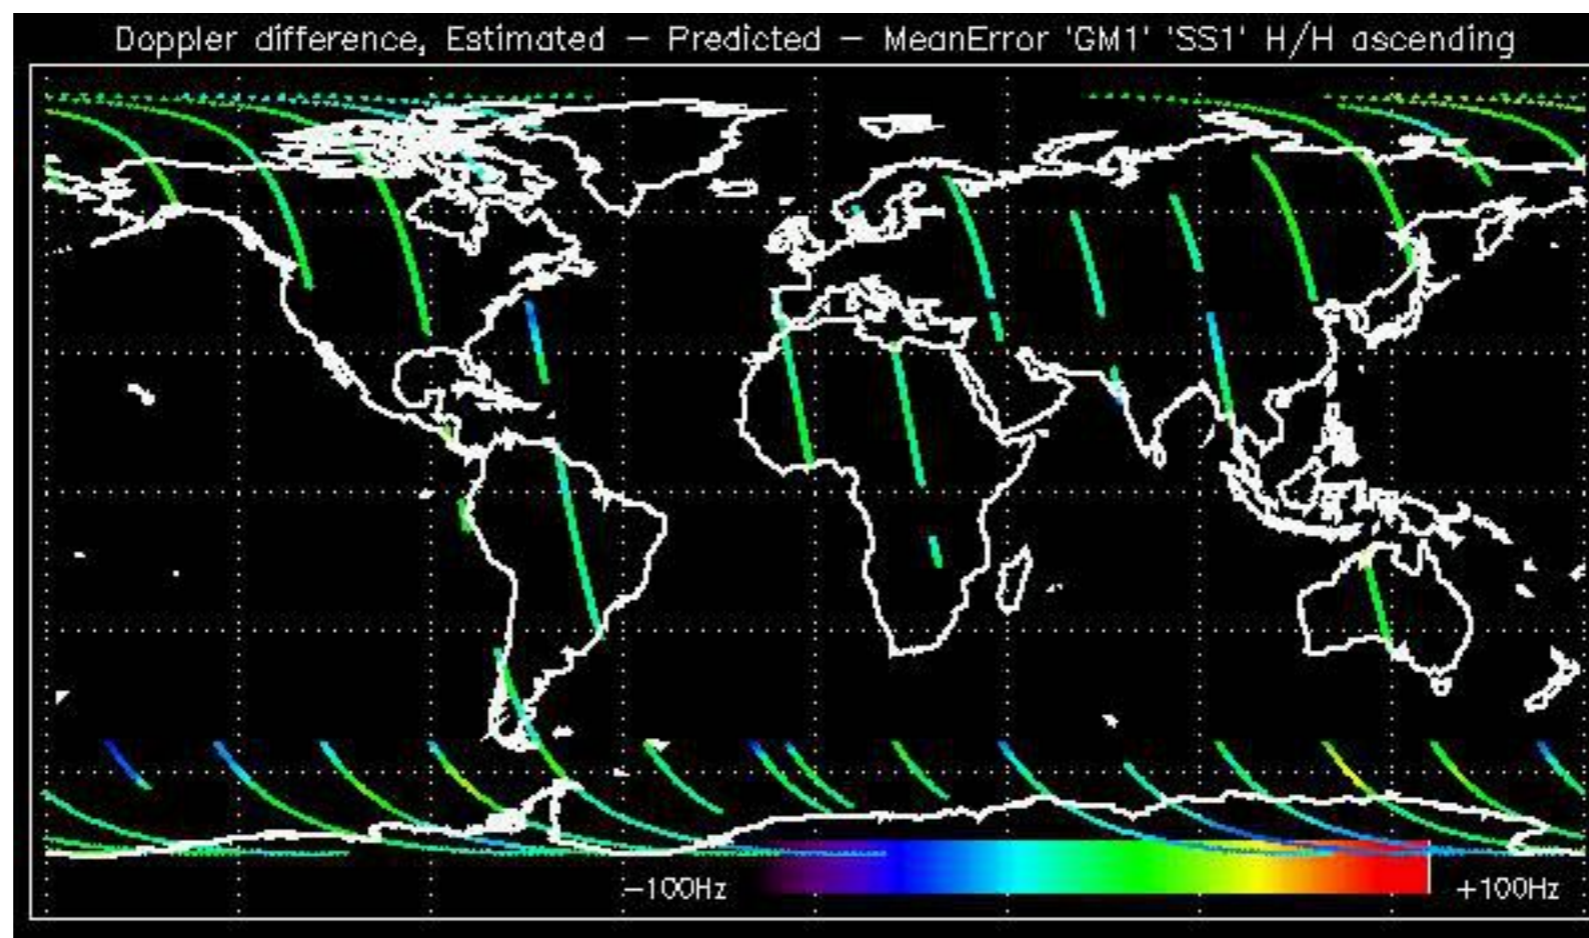 Doppler difference, Estimated — Predicted — MeanError 'GM1' 'SS1' H/H ascending
−100Hz
+100Hz